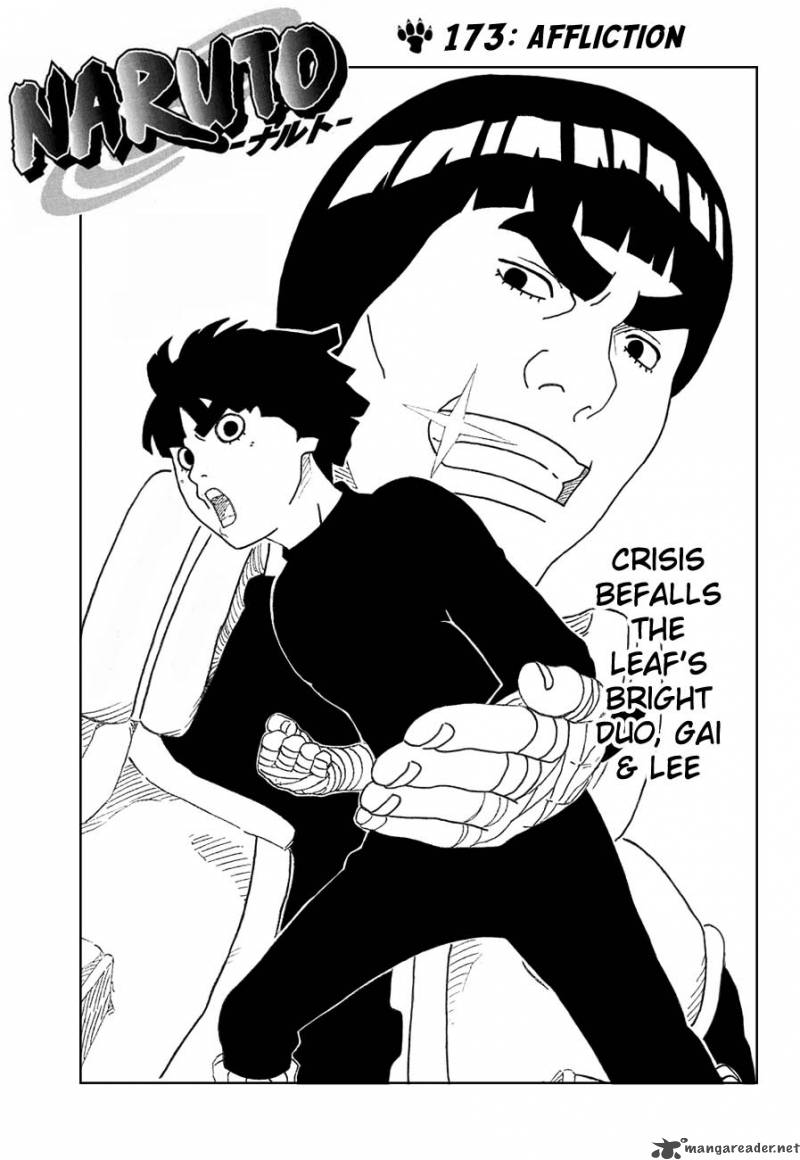 173: AFFLICTION
NARUTO
-ナルト-
CRISIS
BEFALLS
THE
LEAF'S
BRIGHT
DUO, GAI
& LEE
mangareader.net